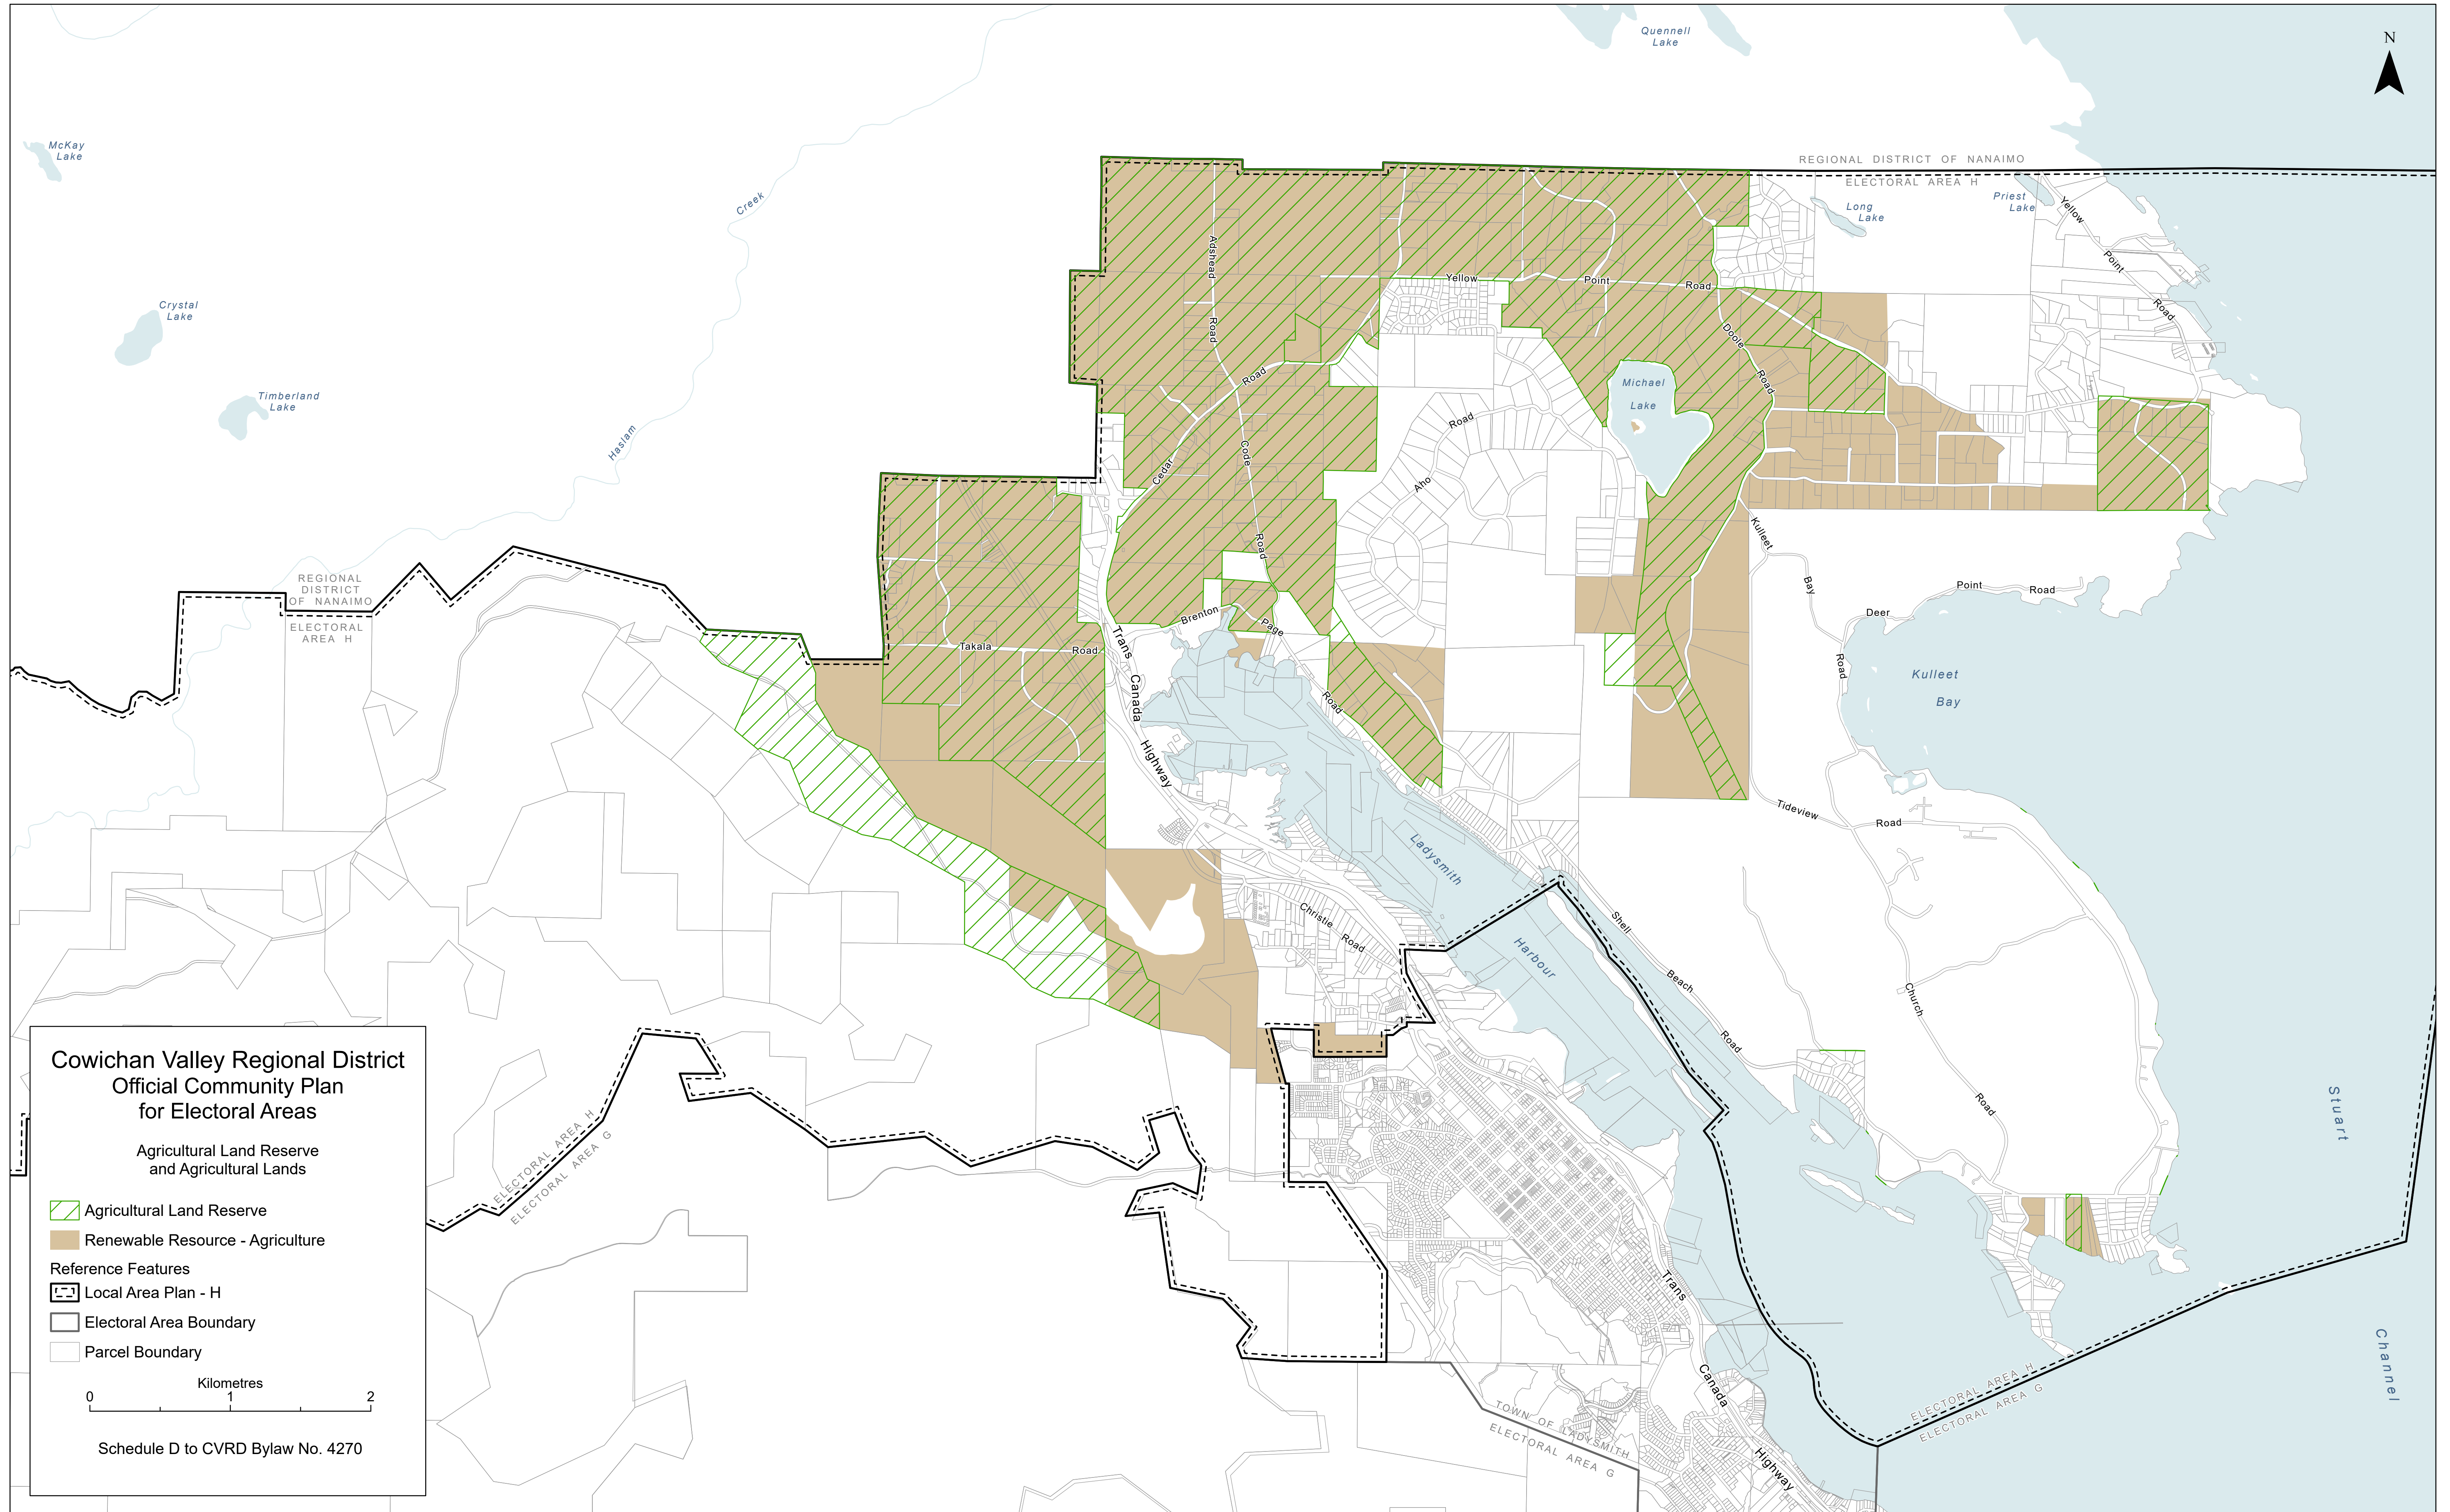 Quennell
Lake
N
McKay
Lake
REGIONAL DISTRICT OF NANAIMO
ELECTORAL AREA H
Long
Lake
Priest
Lake
Yellow
Point
Road
Creek
Haslam
Crystal
Lake
Timberland
Lake
Adshead
Road
Yellow
Point
Road
Doole
Road
Michael
Lake
Cedar
Road
Code
Road
Aho
Road
Kulleet
Bay
Road
Deer
Point
Road
Kulleet
Bay
REGIONAL
DISTRICT
OF NANAIMO
ELECTORAL
AREA H
Takala
Road
Brenton
Page
Road
Trans
Canada
Highway
Tideview
Road
Ladysmith
Harbour
Christie
Road
Shell
Beach
Road
Church
Road
Stuart
Channel
ELECTORAL AREA H
ELECTORAL AREA G
Trans
Canada
Highway
TOWN OF LADYSMITH
ELECTORAL AREA G
ELECTORAL AREA H
ELECTORAL AREA G
Cowichan Valley Regional District
Official Community Plan
for Electoral Areas
Agricultural Land Reserve
and Agricultural Lands
Agricultural Land Reserve
Renewable Resource - Agriculture
Reference Features
Local Area Plan - H
Electoral Area Boundary
Parcel Boundary
Kilometres
0 1 2
Schedule D to CVRD Bylaw No. 4270